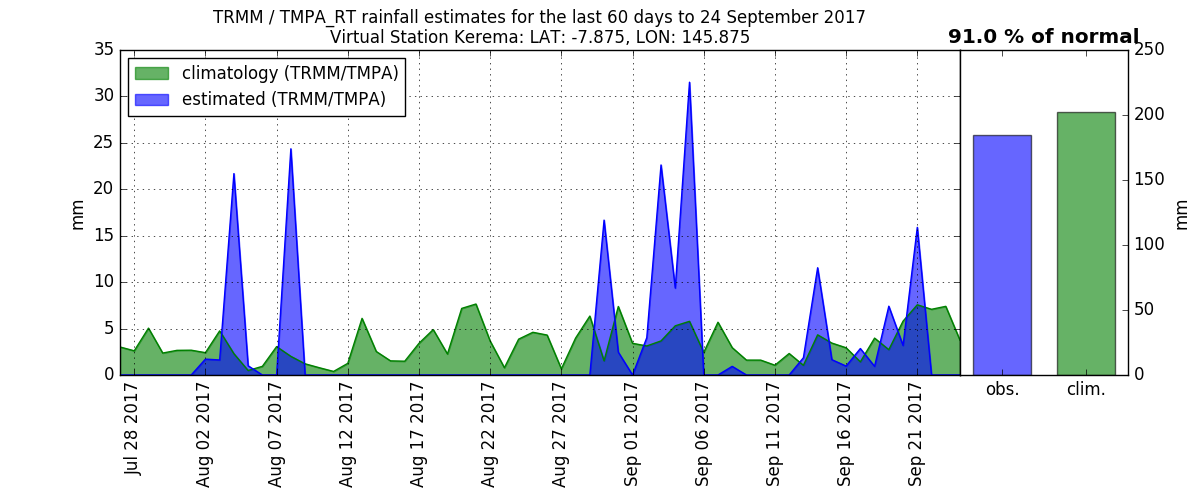 TRMM / TMPA_RT rainfall estimates for the last 60 days to 24 September 2017
Virtual Station Kerema: LAT: -7.875, LON: 145.875
91.0 % of normal
climatology (TRMM/TMPA)
estimated (TRMM/TMPA)
35
30
25
20
15
10
5
0
mm
Jul 28 2017
Aug 02 2017
Aug 07 2017
Aug 12 2017
Aug 17 2017
Aug 22 2017
Aug 27 2017
Sep 01 2017
Sep 06 2017
Sep 11 2017
Sep 16 2017
Sep 21 2017
250
200
150
100
50
0
mm
obs.
clim.